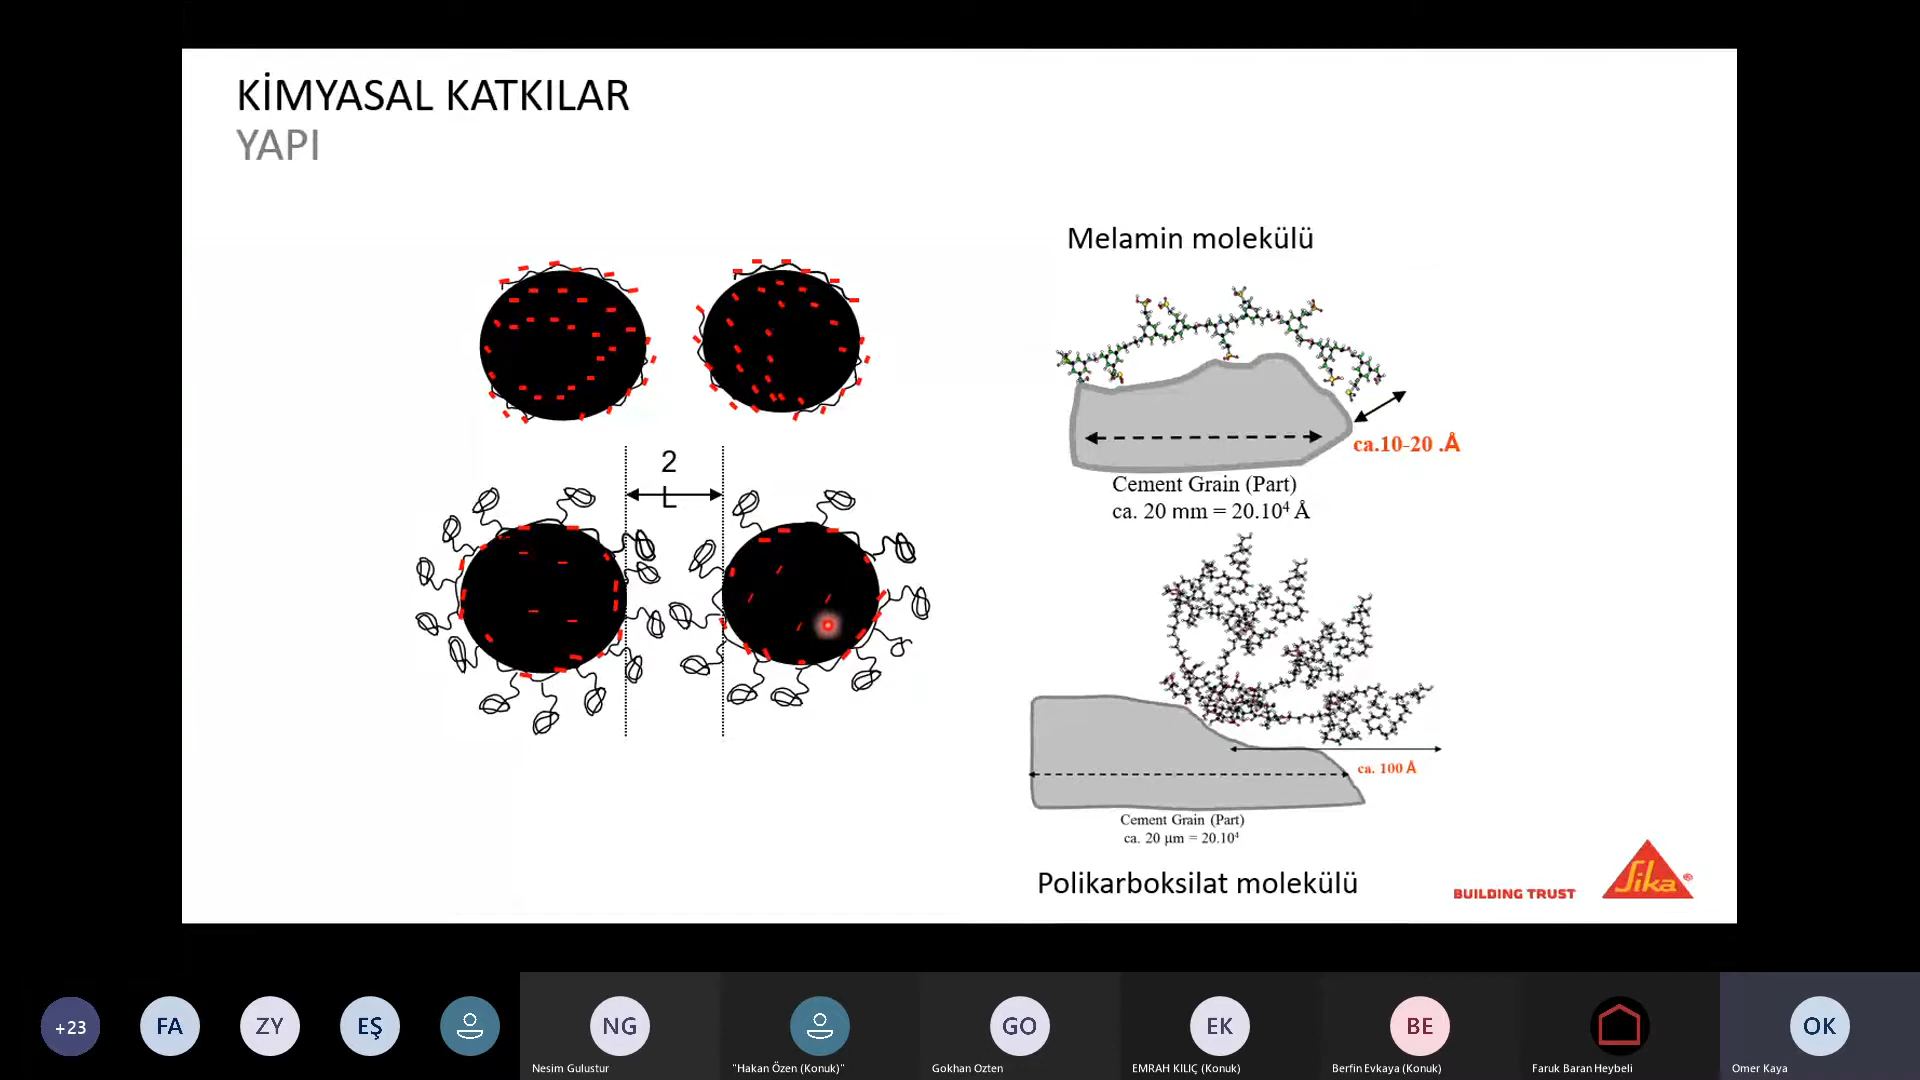 KİMYASAL KATKILAR
YAPI
Melamin molekülü
ca.10-20 .Å
Cement Grain (Part)
ca. 20 mm = 20.10⁴ Å
2
L
ca. 100 Å
Cement Grain (Part)
ca. 20 µm = 20.10⁴
Polikarboksilat molekülü
BUILDING TRUST
Sika®
+23
FA
ZY
EŞ
NG
GO
EK
BE
OK
Nesim Gulustur
"Hakan Özen (Konuk)"
Gokhan Ozten
EMRAH KILIÇ (Konuk)
Berfin Evkaya (Konuk)
Faruk Baran Heybeli
Omer Kaya